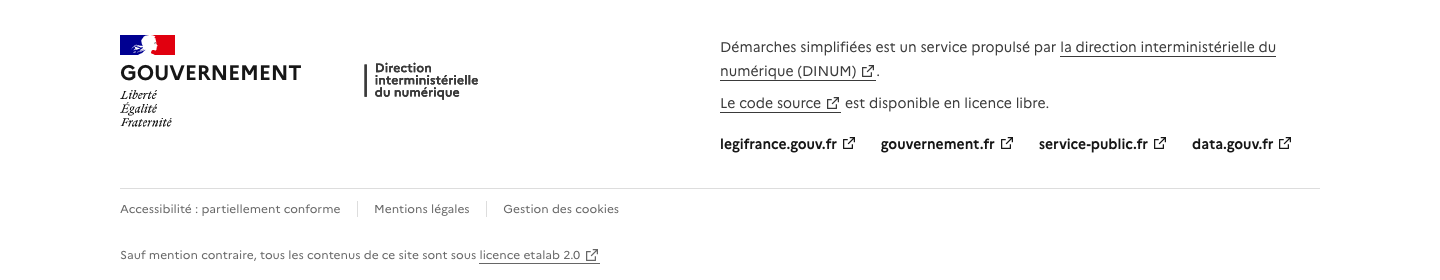 GOUVERNEMENT
Liberté
Égalité
Fraternité
Direction
interministérielle
du numérique
Démarches simplifiées est un service propulsé par la direction interministérielle du
numérique (DINUM).
Le code source est disponible en licence libre.
legifrance.gouv.fr gouvernement.fr service-public.fr data.gouv.fr
Accessibilité : partiellement conforme Mentions légales Gestion des cookies
Sauf mention contraire, tous les contenus de ce site sont sous licence etalab 2.0